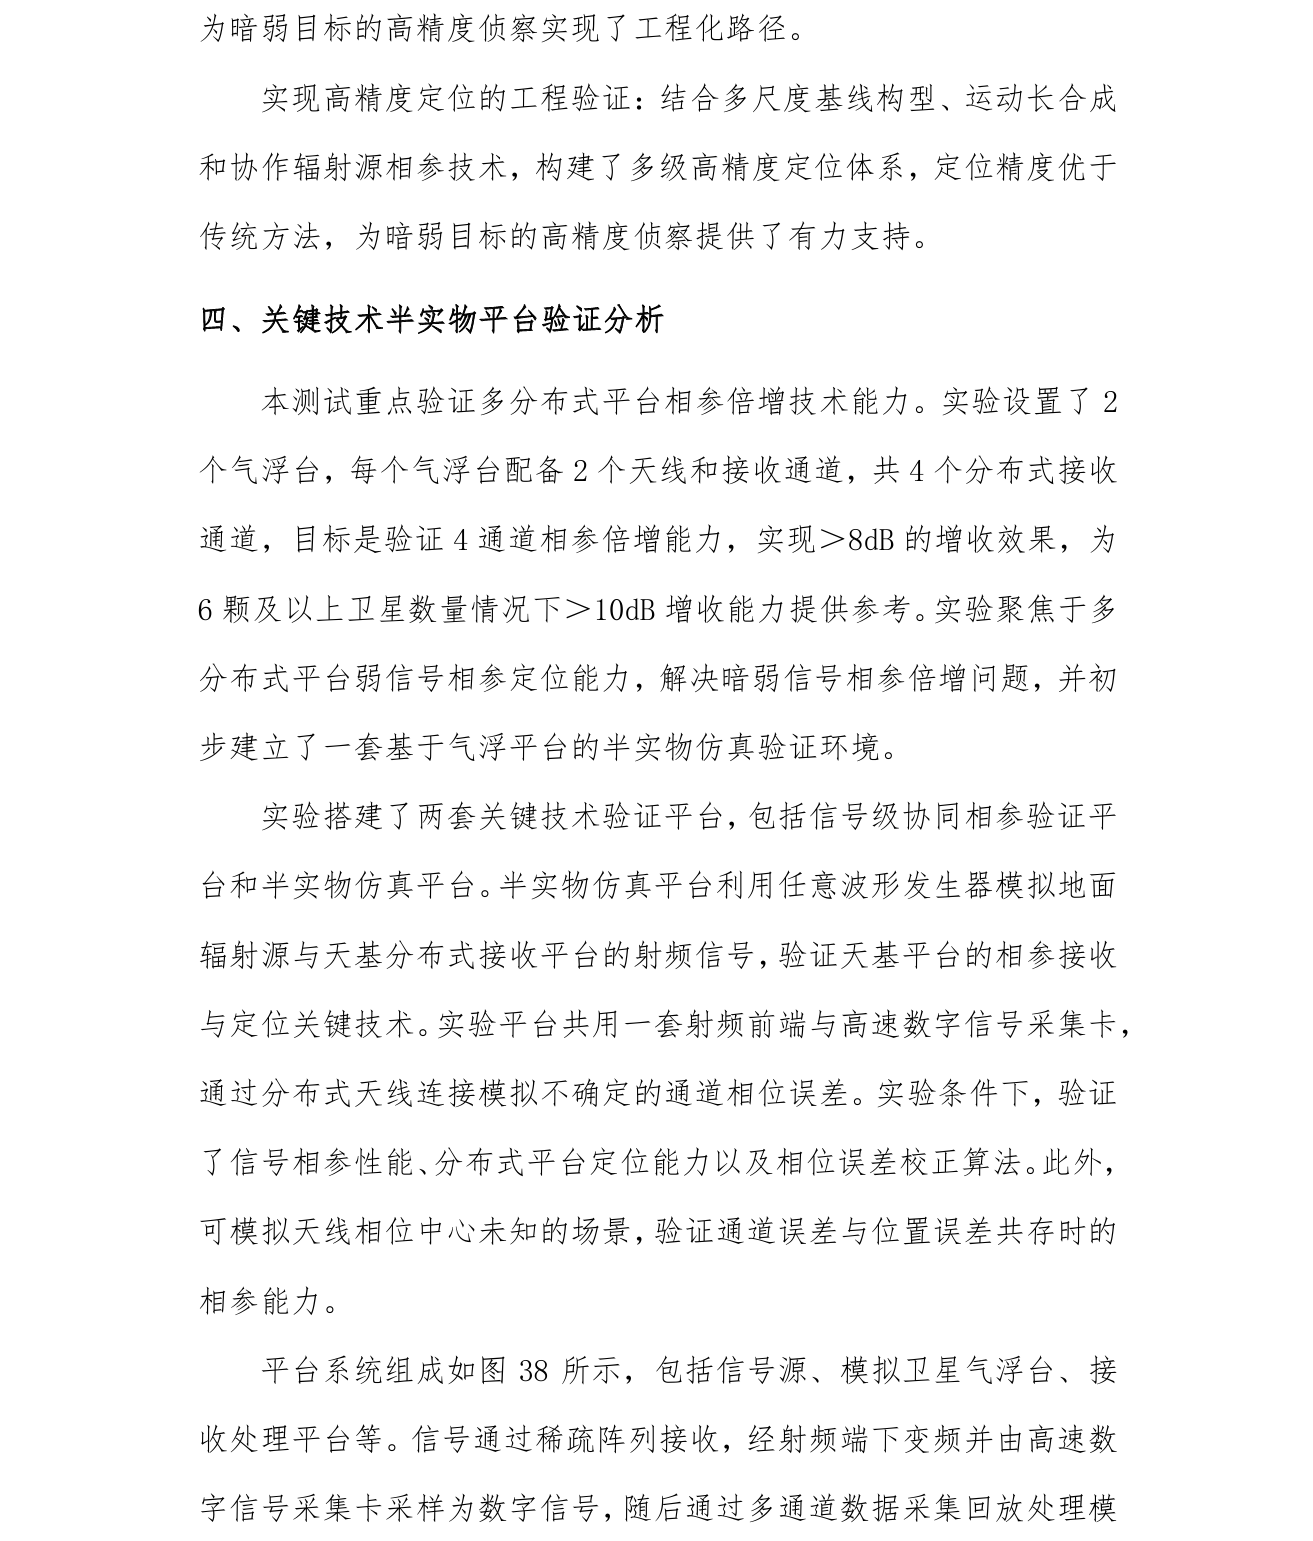 为暗弱目标的高精度侦察实现了工程化路径。
实现高精度定位的工程验证：结合多尺度基线构型、运动长合成
和协作辐射源相参技术，构建了多级高精度定位体系，定位精度优于
传统方法，为暗弱目标的高精度侦察提供了有力支持。
四、关键技术半实物平台验证分析
本测试重点验证多分布式平台相参倍增技术能力。实验设置了 2
个气浮台，每个气浮台配备 2 个天线和接收通道，共 4 个分布式接收
通道，目标是验证 4 通道相参倍增能力，实现＞8dB 的增收效果，为
6 颗及以上卫星数量情况下＞10dB 增收能力提供参考。实验聚焦于多
分布式平台弱信号相参定位能力，解决暗弱信号相参倍增问题，并初
步建立了一套基于气浮平台的半实物仿真验证环境。
实验搭建了两套关键技术验证平台，包括信号级协同相参验证平
台和半实物仿真平台。半实物仿真平台利用任意波形发生器模拟地面
辐射源与天基分布式接收平台的射频信号，验证天基平台的相参接收
与定位关键技术。实验平台共用一套射频前端与高速数字信号采集卡，
通过分布式天线连接模拟不确定的通道相位误差。实验条件下，验证
了信号相参性能、分布式平台定位能力以及相位误差校正算法。此外，
可模拟天线相位中心未知的场景，验证通道误差与位置误差共存时的
相参能力。
平台系统组成如图 38 所示，包括信号源、模拟卫星气浮台、接
收处理平台等。信号通过稀疏阵列接收，经射频端下变频并由高速数
字信号采集卡采样为数字信号，随后通过多通道数据采集回放处理模